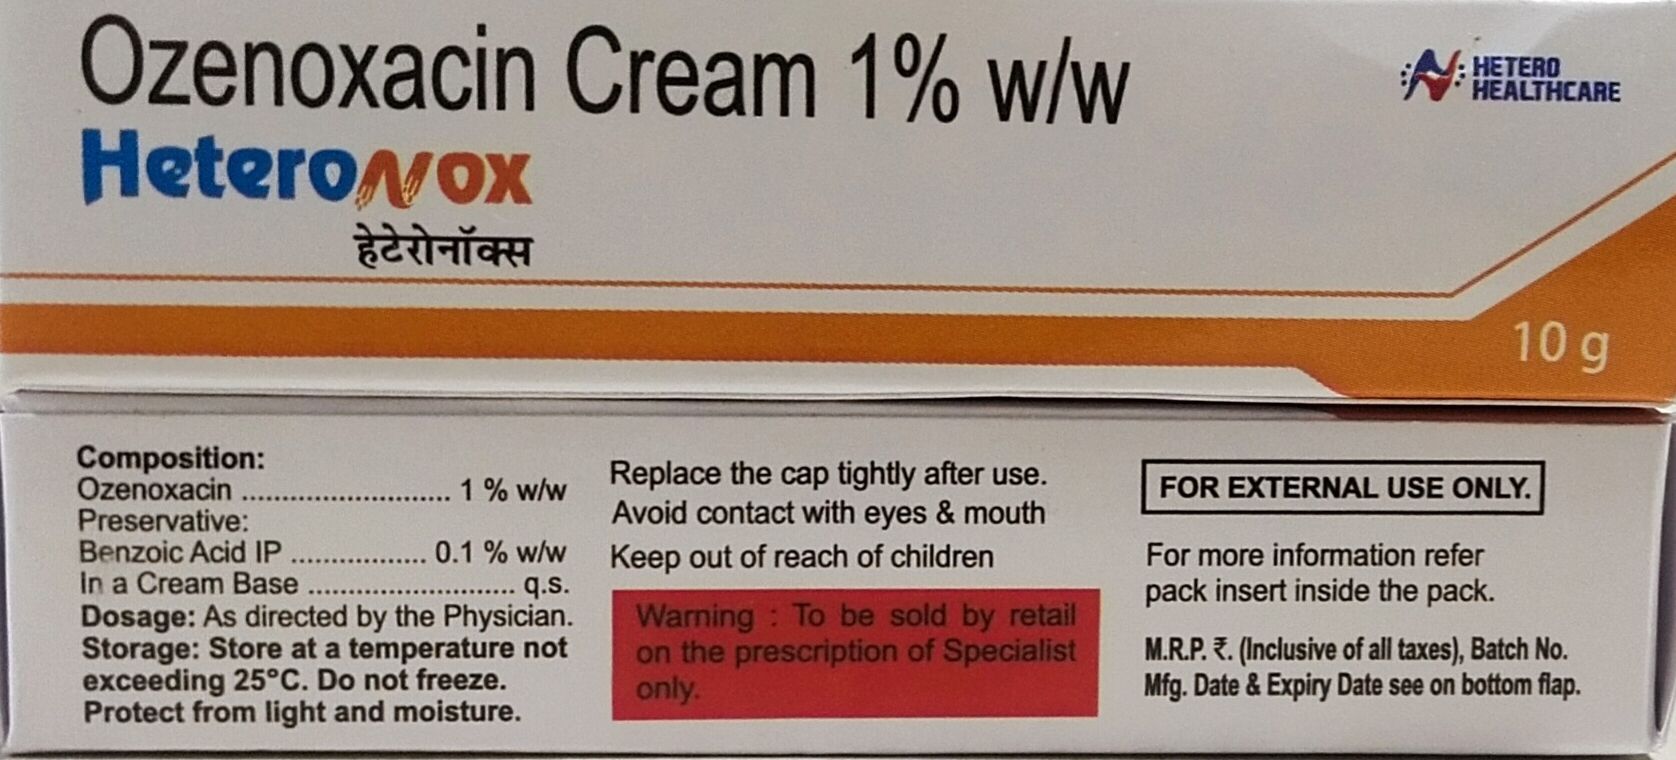 Ozenoxacin Cream 1% w/w
HETERO
HEALTHCARE
Heteronox
हेटेरोनॉक्स
10 g
Composition:
Ozenoxacin .......................... 1 % w/w
Preservative:
Benzoic Acid IP ................. 0.1 % w/w
In a Cream Base .......................... q.s.
Dosage: As directed by the Physician.
Storage: Store at a temperature not
exceeding 25°C. Do not freeze.
Protect from light and moisture.
Replace the cap tightly after use.
Avoid contact with eyes & mouth
Keep out of reach of children
Warning : To be sold by retail
on the prescription of Specialist
only.
FOR EXTERNAL USE ONLY.
For more information refer
pack insert inside the pack.
M.R.P. ₹. (Inclusive of all taxes), Batch No.
Mfg. Date & Expiry Date see on bottom flap.